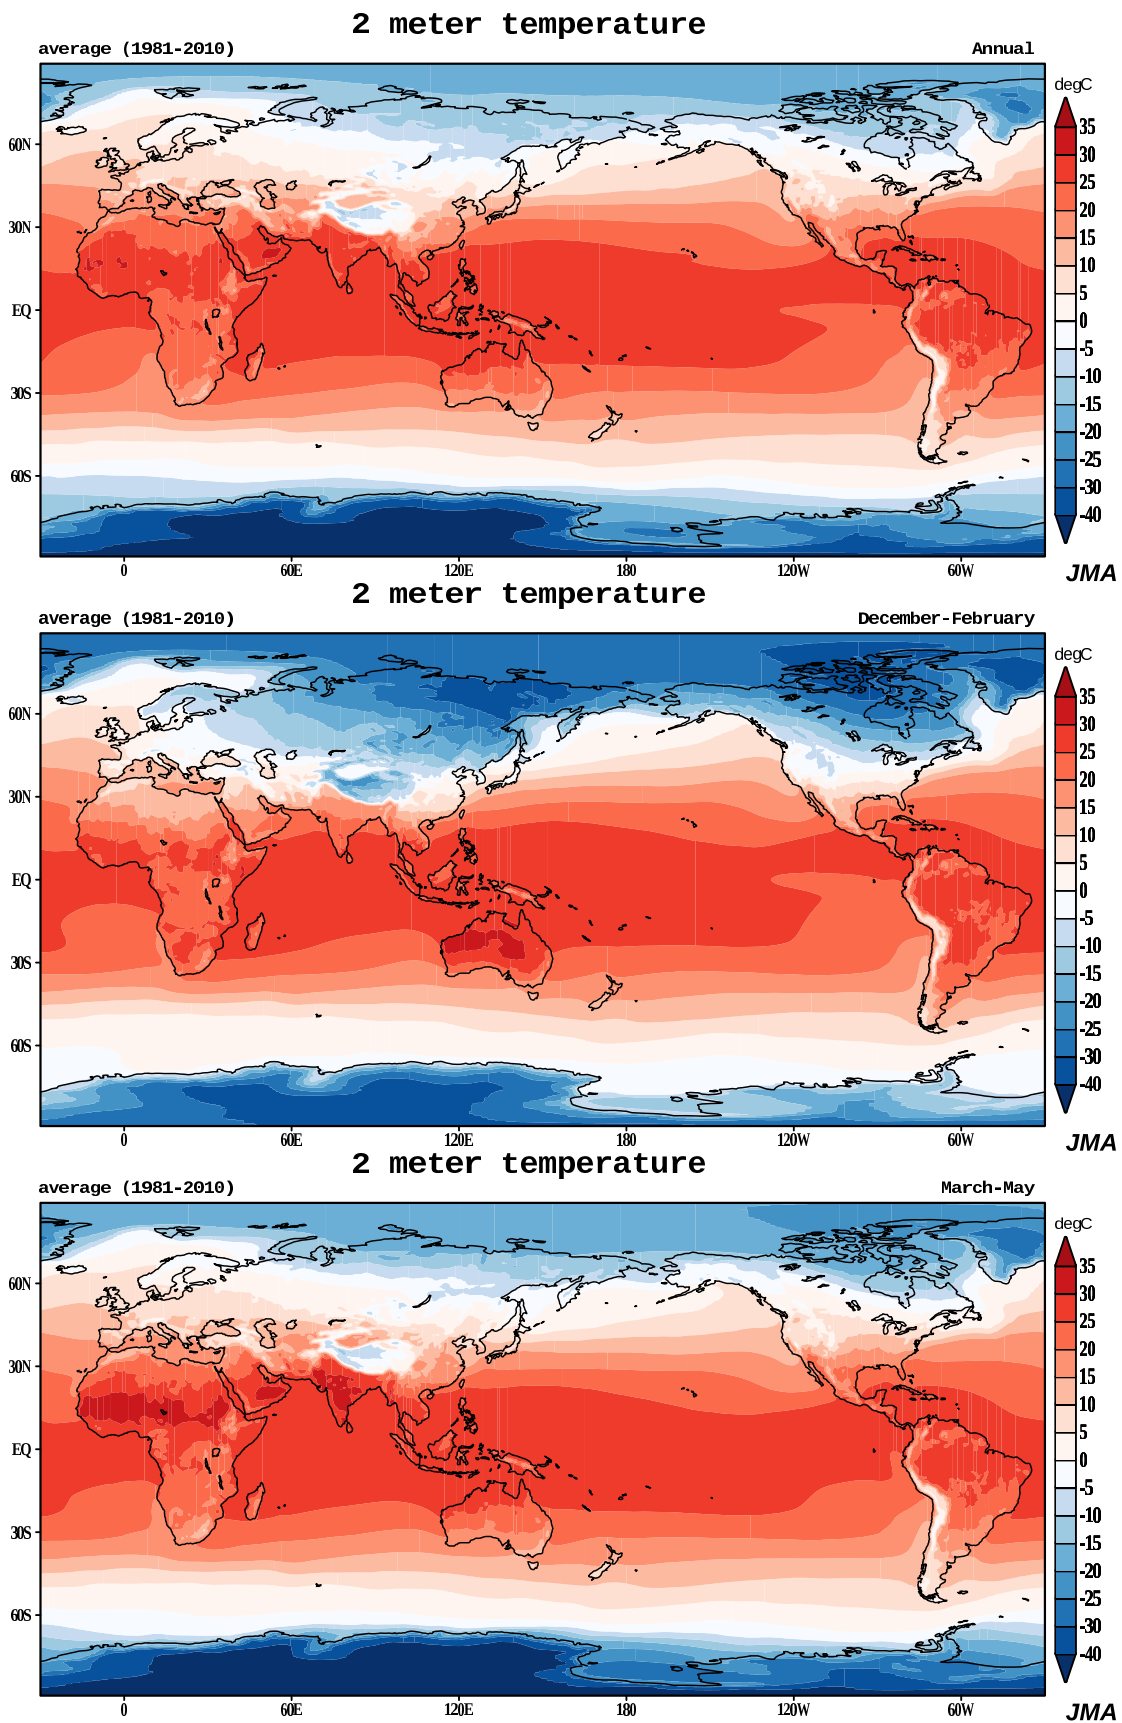 2 meter temperature
average (1981-2010) Annual
degC
35
30
25
20
15
10
5
0
-5
-10
-15
-20
-25
-30
-40
60N
30N
EQ
30S
60S
0 60E 120E 180 120W 60W
JMA
2 meter temperature
average (1981-2010) December-February
degC
35
30
25
20
15
10
5
0
-5
-10
-15
-20
-25
-30
-40
60N
30N
EQ
30S
60S
0 60E 120E 180 120W 60W
JMA
2 meter temperature
average (1981-2010) March-May
degC
35
30
25
20
15
10
5
0
-5
-10
-15
-20
-25
-30
-40
60N
30N
EQ
30S
60S
0 60E 120E 180 120W 60W
JMA